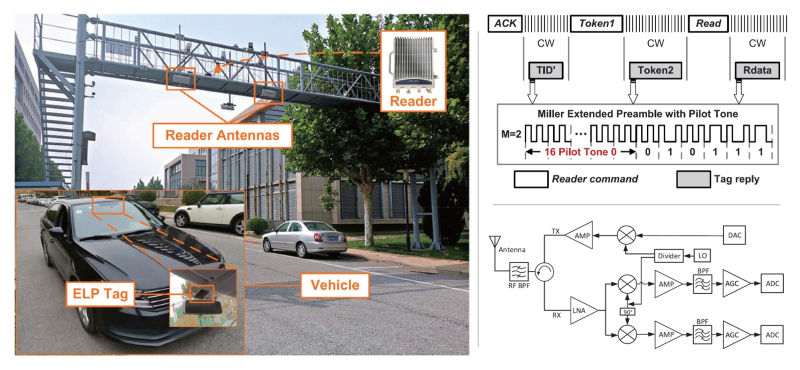 Reader
Reader Antennas
ELP Tag
Vehicle
ACK
Token1
Read
CW
CW
CW
TID'
Token2
Rdata
Miller Extended Preamble with Pilot Tone
M=2
...
16 Pilot Tone 0
0 1 0 1 1 1
Reader command
Tag reply
TX
AMP
DAC
Antenna
Divider
LO
RF BPF
BPF
AMP
AGC
ADC
RX
LNA
90°
BPF
AMP
AGC
ADC